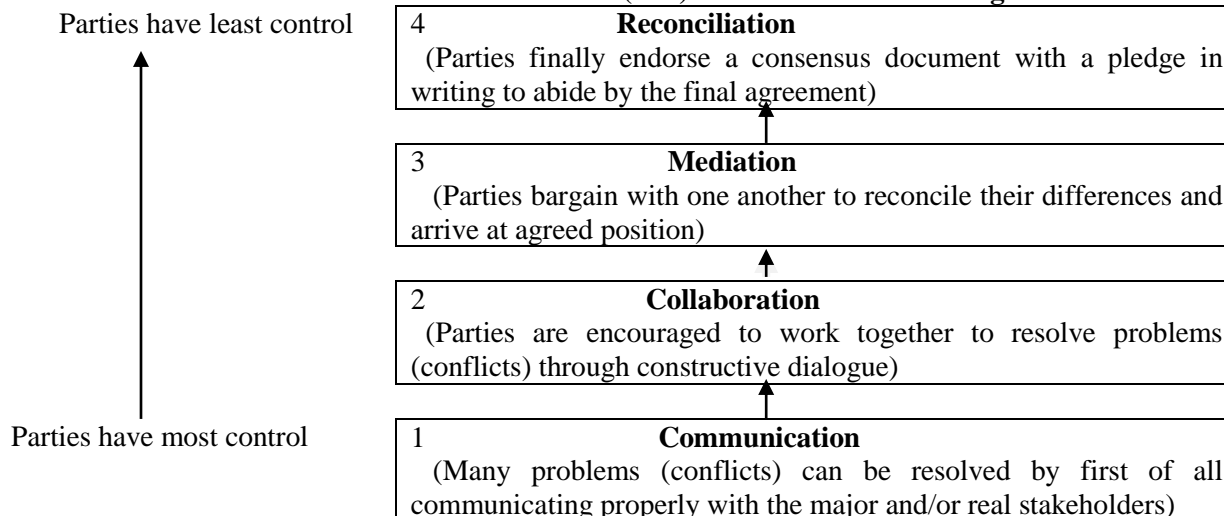 Parties have least control
4 Reconciliation
(Parties finally endorse a consensus document with a pledge in
writing to abide by the final agreement)
3 Mediation
(Parties bargain with one another to reconcile their differences and
arrive at agreed position)
2 Collaboration
(Parties are encouraged to work together to resolve problems
(conflicts) through constructive dialogue)
Parties have most control
1 Communication
(Many problems (conflicts) can be resolved by first of all
communicating properly with the major and/or real stakeholders)